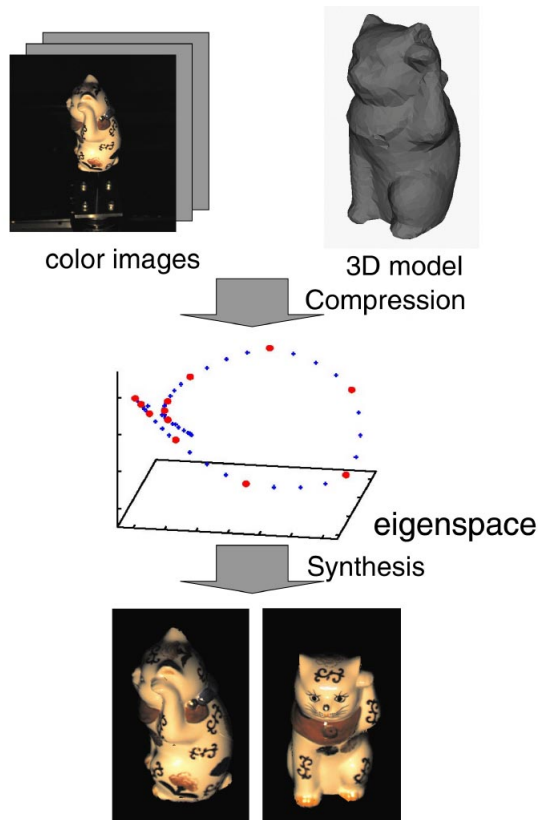 color images
3D model
Compression
eigenspace
Synthesis